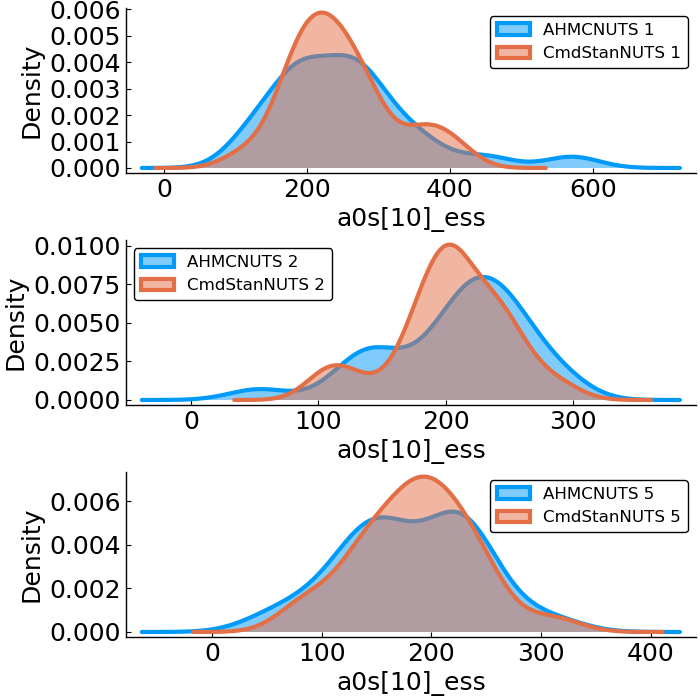 0.006
0.005
0.004
0.003
0.002
0.001
0.000
Density
AHMCNUTS 1
CmdStanNUTS 1
0 200 400 600
a0s[10]_ess
0.0100
0.0075
0.0050
0.0025
0.0000
Density
AHMCNUTS 2
CmdStanNUTS 2
0 100 200 300
a0s[10]_ess
0.006
0.004
0.002
0.000
Density
AHMCNUTS 5
CmdStanNUTS 5
0 100 200 300 400
a0s[10]_ess